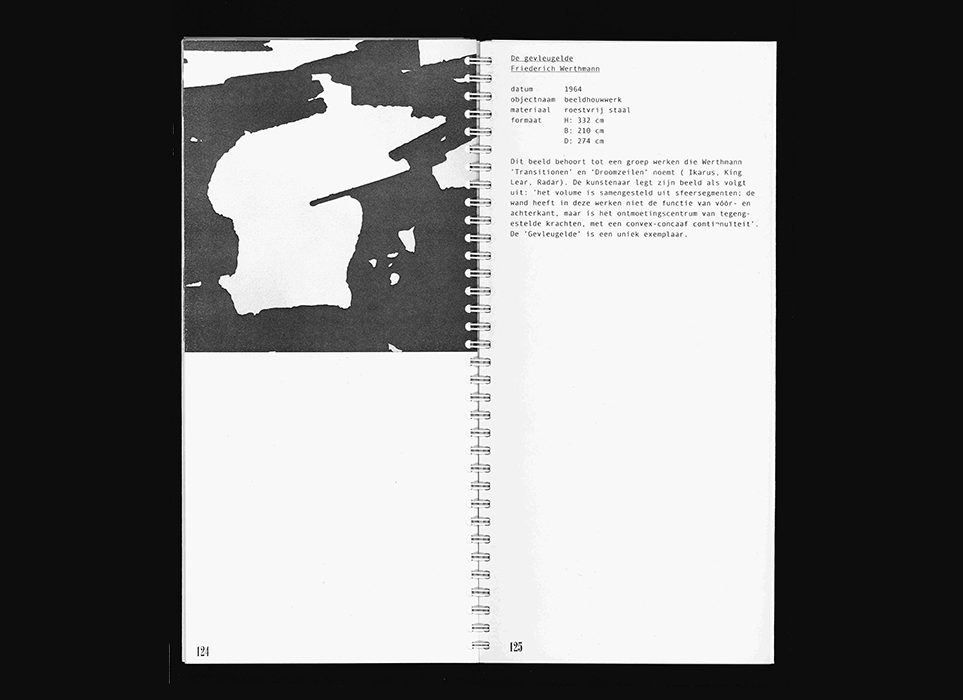 De gevleugelde
Friederich Werthmann
datum 1964
objectnaam beeldhouwwerk
materiaal roestvrij staal
formaat H: 332 cm
B: 210 cm
D: 274 cm
Dit beeld behoort tot een groep werken die Werthmann
'Transitionen' en 'Droomzeilen' noemt ( Ikarus, King
Lear, Radar). De kunstenaar legt zijn beeld als volgt
uit: 'het volume is samengesteld uit sfeersegmenten; de
wand heeft in deze werken niet de functie van vóór- en
achterkant, maar is het ontmoetingscentrum van tegeng-
estelde krachten, met een convex-concaaf continuiteit'.
De 'Gevleugelde' is een uniek exemplaar.
124
125